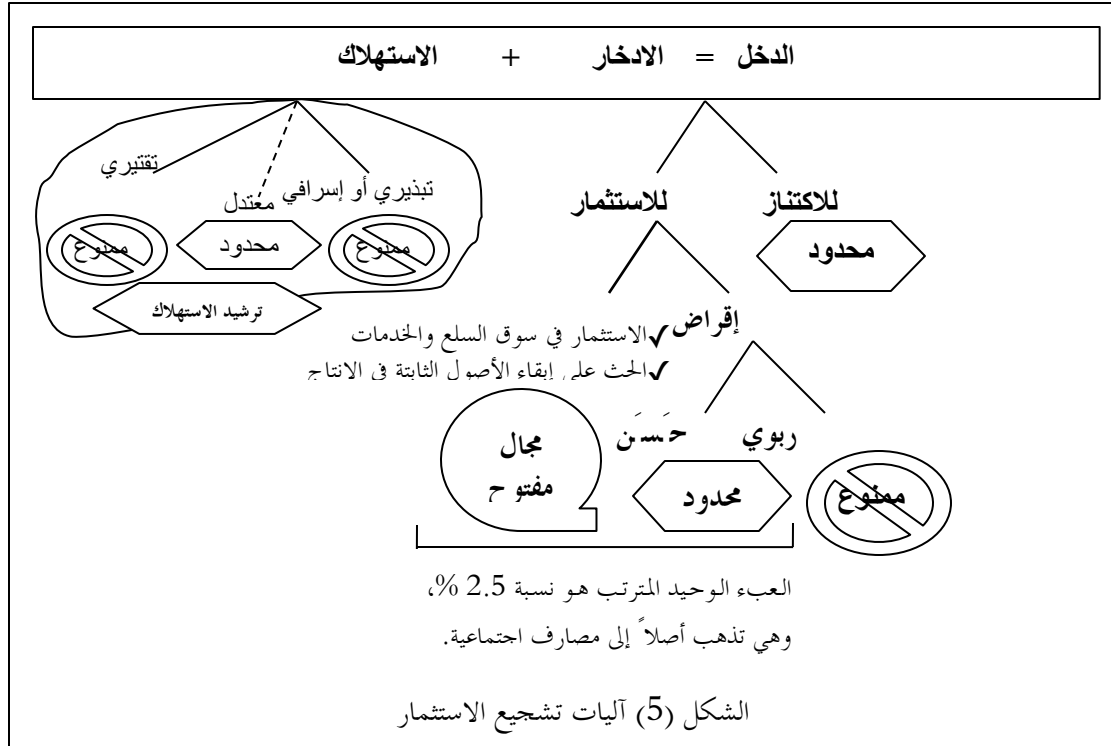 الدخل = الادخار + الاستهلاك
للاكتناز
للاستثمار
محدود
إقراض
✓الاستثمار في سوق السلع والخدمات
✓الحث على إبقاء الأصول الثابتة في الانتاج
ربوي
حَسَن
ممنوع
محدود
مجال
مفتوح
تبذيري أو إسرافي
معتدل
تقتيري
ممنوع
محدود
ممنوع
ترشيد الاستهلاك
العبء الوحيد المترتب هو نسبة 2.5 %،
وهي تذهب أصلاً إلى مصارف اجتماعية.
الشكل (5) آليات تشجيع الاستثمار